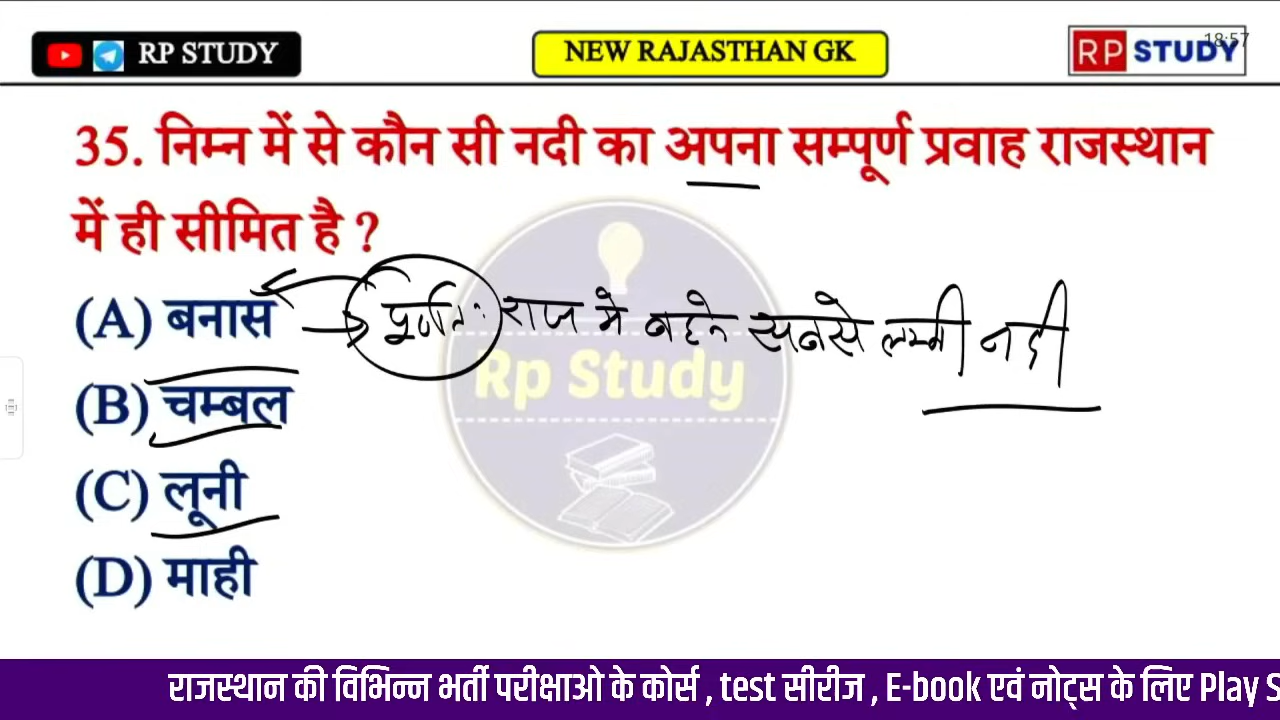 RP STUDY
NEW RAJASTHAN GK
RP STUDY
18:57
35. निम्न में से कौन सी नदी का अपना सम्पूर्ण प्रवाह राजस्थान
में ही सीमित है ?
(A) बनास
पूर्णतः राज में बहने सबसे लम्बी नदी
(B) चम्बल
Rp Study
(C) लूनी
(D) माही
राजस्थान की विभिन्न भर्ती परीक्षाओ के कोर्स , test सीरीज , E-book एवं नोट्स के लिए Play S